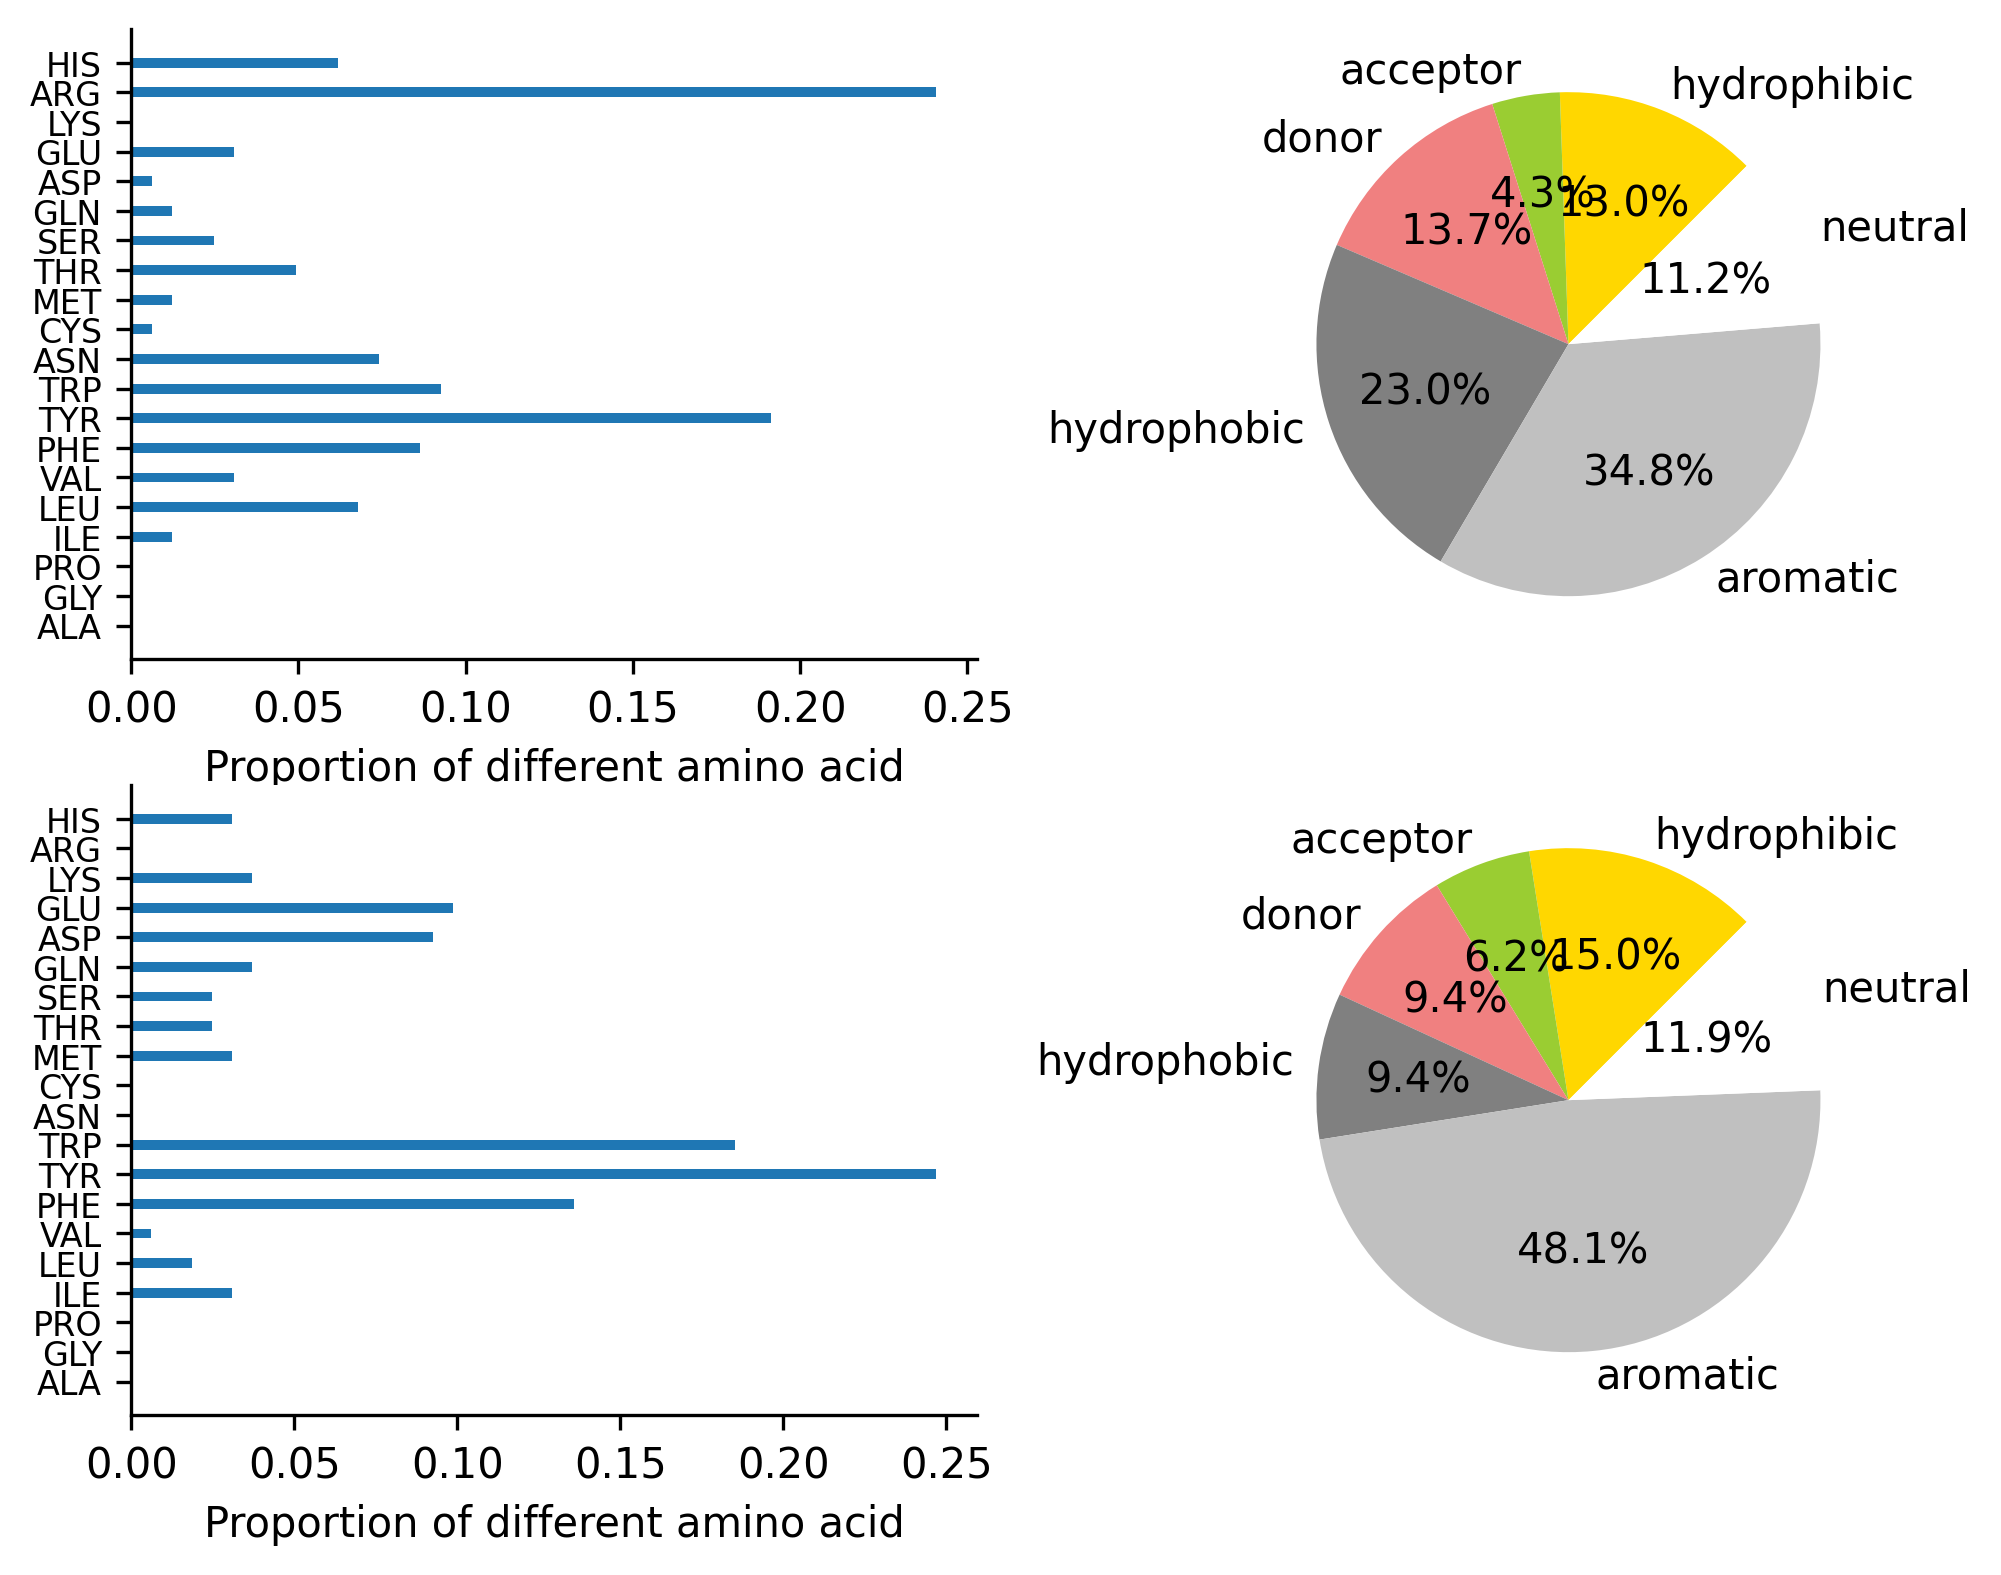 HIS
ARG
LYS
GLU
ASP
GLN
SER
THR
MET
CYS
ASN
TRP
TYR
PHE
VAL
LEU
ILE
PRO
GLY
ALA
0.00 0.05 0.10 0.15 0.20 0.25
Proportion of different amino acid
acceptor
hydrophibic
donor
neutral
4.3%
13.0%
13.7%
11.2%
23.0%
hydrophobic
34.8%
aromatic
HIS
ARG
LYS
GLU
ASP
GLN
SER
THR
MET
CYS
ASN
TRP
TYR
PHE
VAL
LEU
ILE
PRO
GLY
ALA
0.00 0.05 0.10 0.15 0.20 0.25
Proportion of different amino acid
acceptor
hydrophibic
donor
neutral
6.2%
15.0%
9.4%
11.9%
hydrophobic
9.4%
48.1%
aromatic